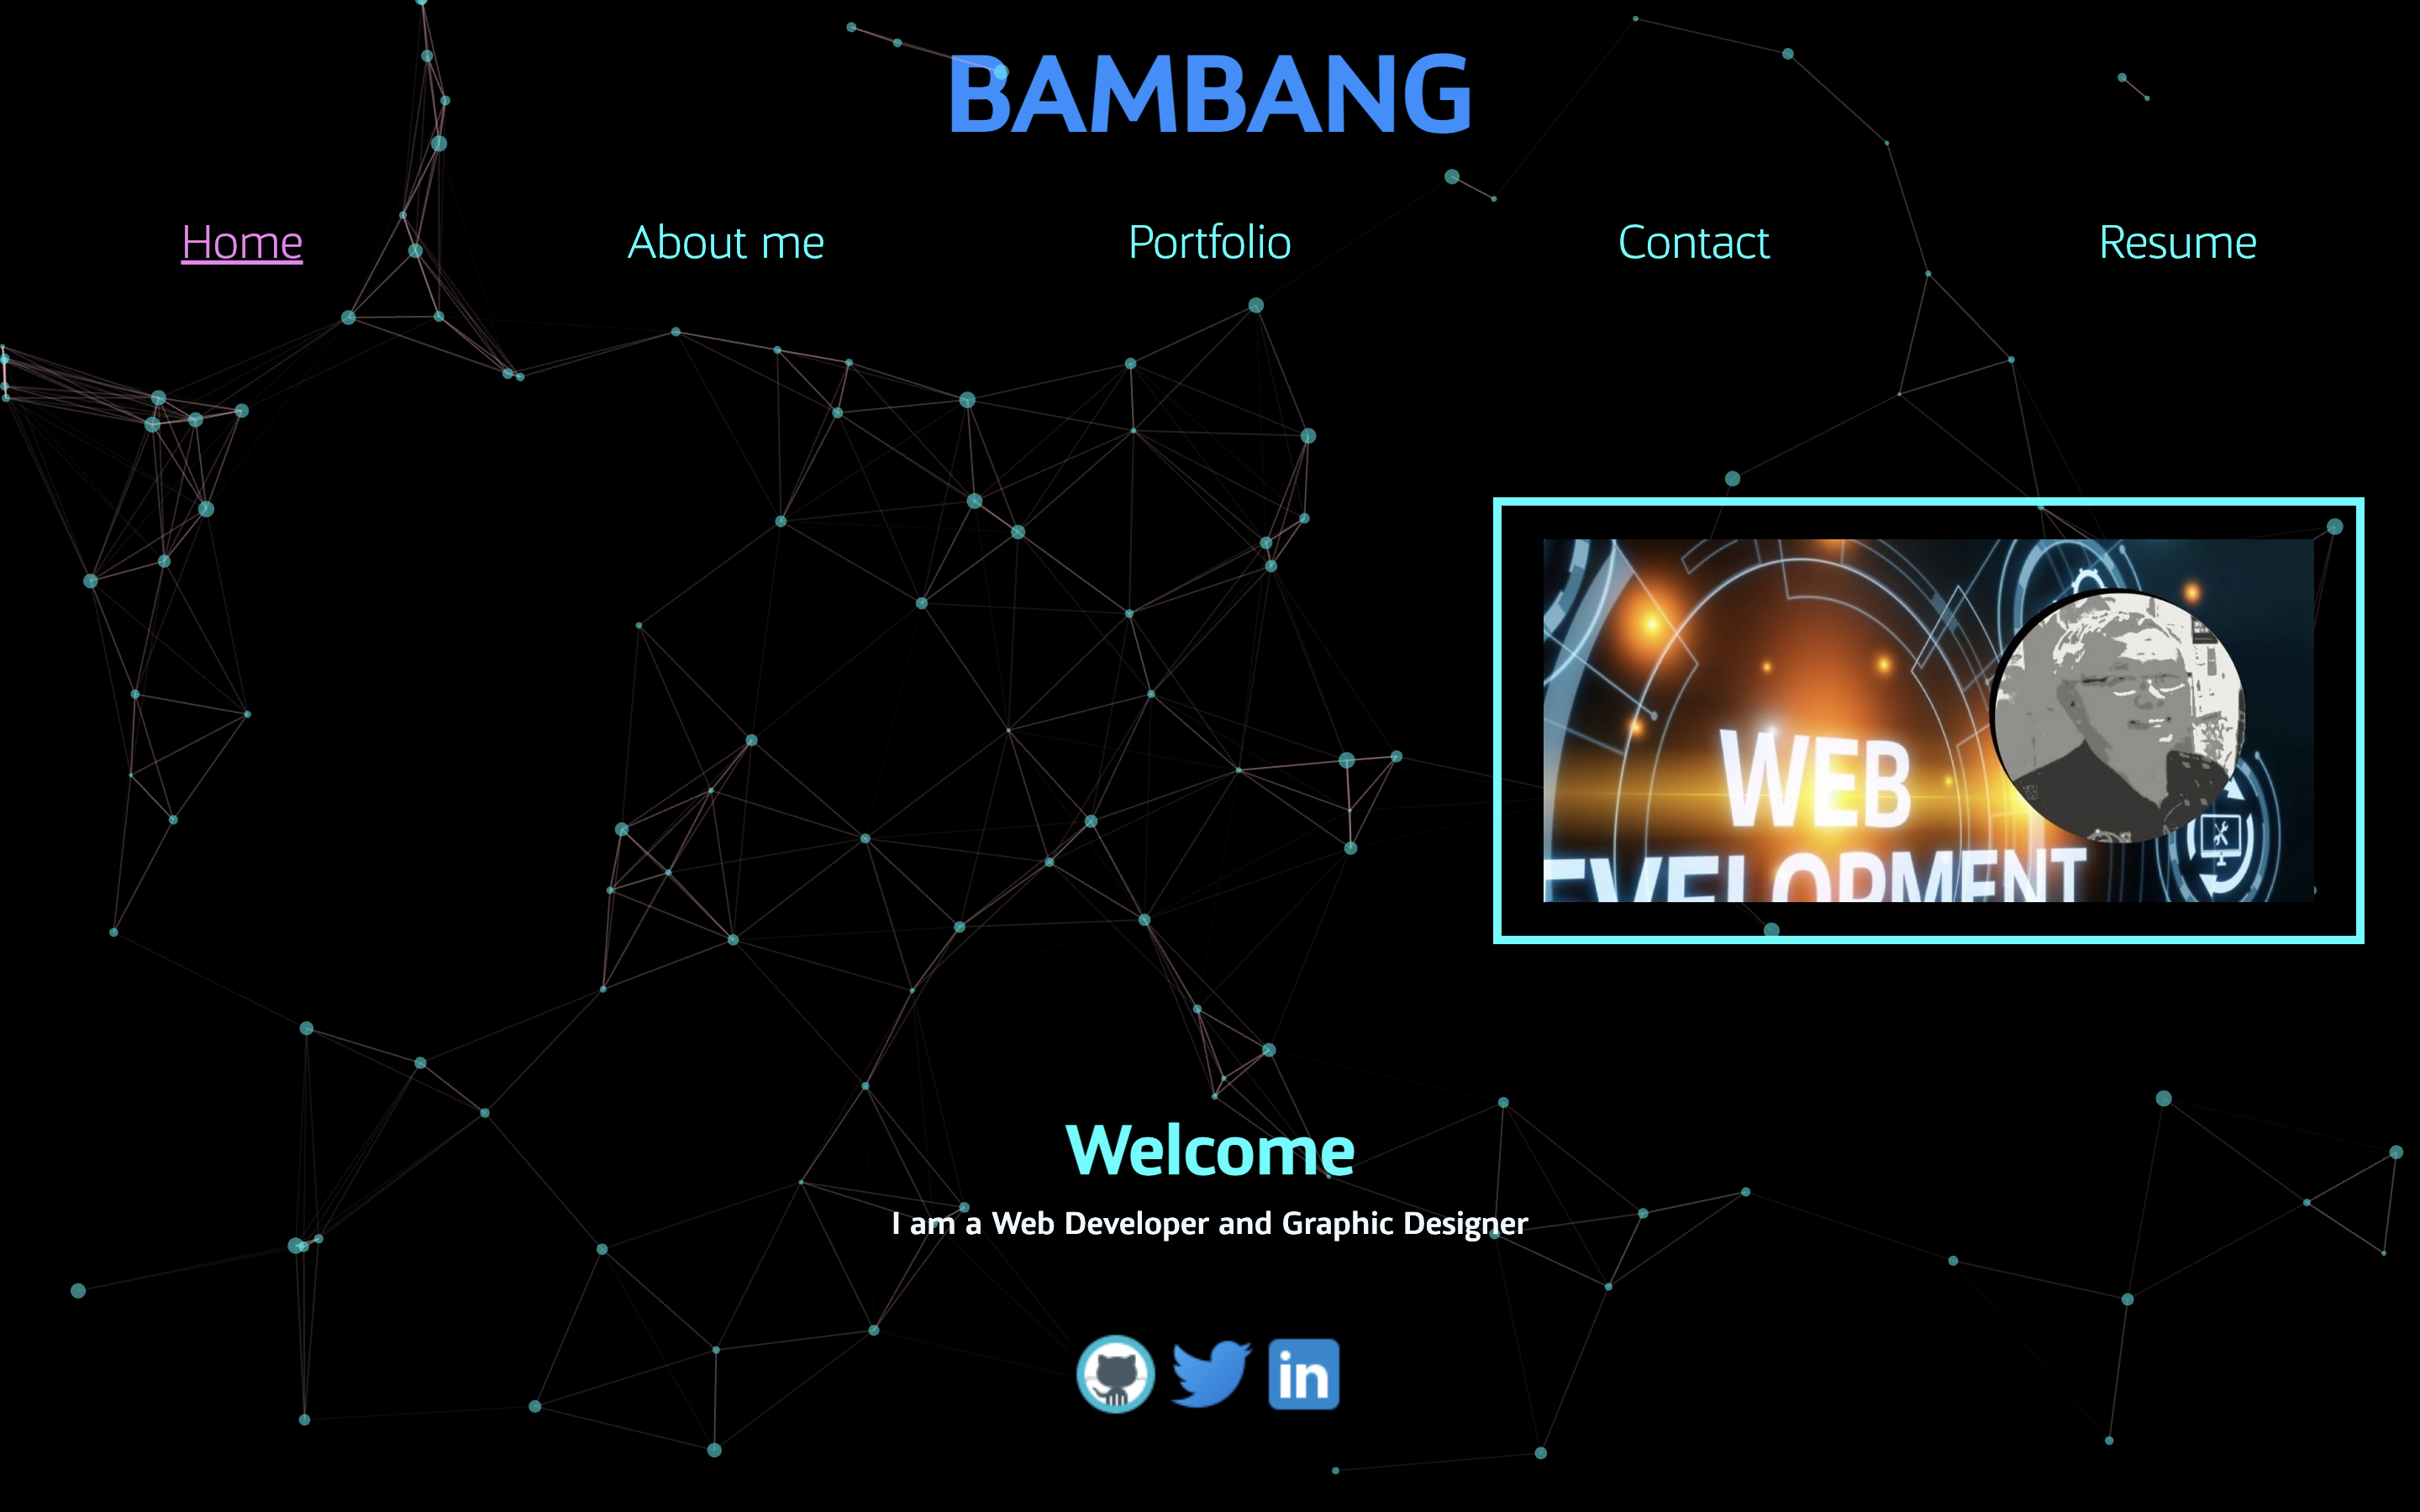 BAMBANG
Home About me Portfolio Contact Resume
WEB
EVELOPMENT
Welcome
I am a Web Developer and Graphic Designer
in